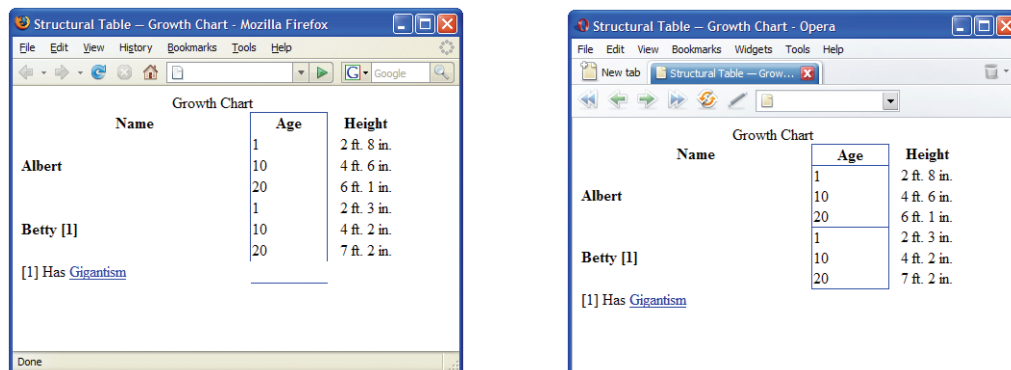 Structural Table — Growth Chart - Mozilla Firefox
File Edit View History Bookmarks Tools Help
G Google
Growth Chart
Name Age Height
1 2 ft. 8 in.
Albert 10 4 ft. 6 in.
20 6 ft. 1 in.
1 2 ft. 3 in.
Betty [1] 10 4 ft. 2 in.
20 7 ft. 2 in.
[1] Has Gigantism
Done
Structural Table — Growth Chart - Opera
File Edit View Bookmarks Widgets Tools Help
New tab Structural Table — Grow...
Growth Chart
Name Age Height
1 2 ft. 8 in.
Albert 10 4 ft. 6 in.
20 6 ft. 1 in.
1 2 ft. 3 in.
Betty [1] 10 4 ft. 2 in.
20 7 ft. 2 in.
[1] Has Gigantism